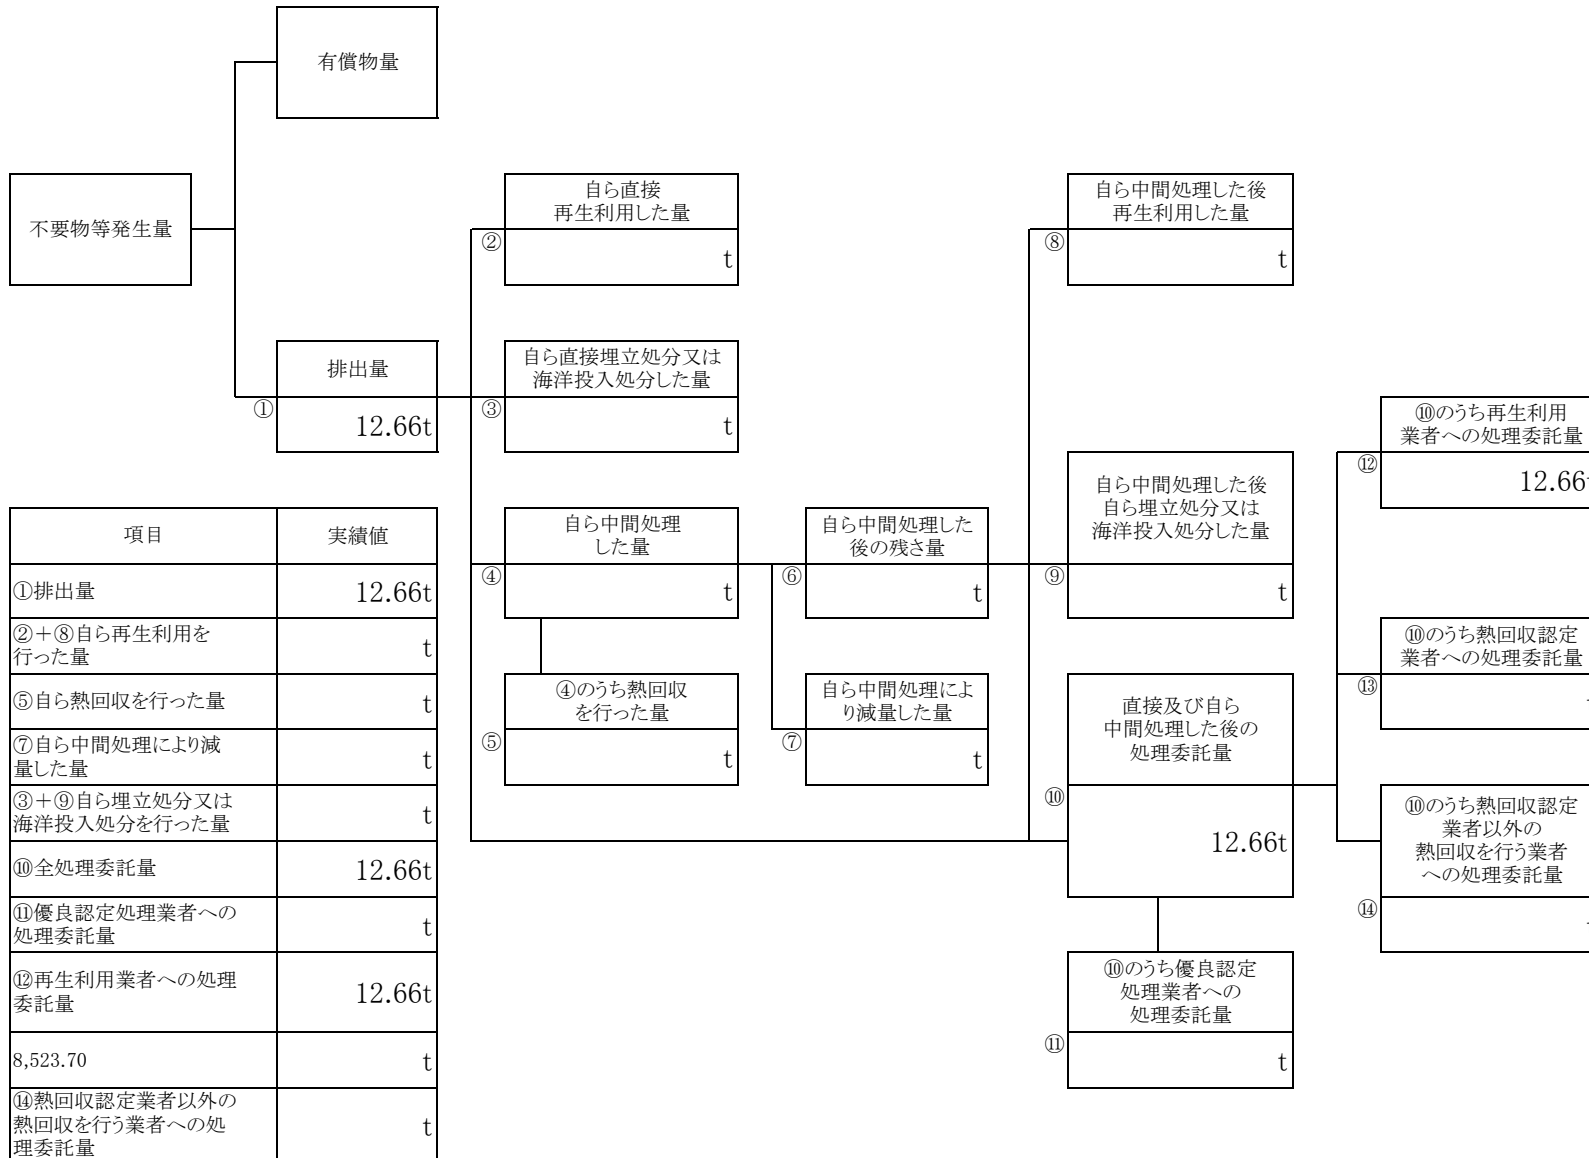 有償物量
不要物等発生量
排出量
①
12.66t
自ら直接
再生利用した量
②
t
自ら直接埋立処分又は
海洋投入処分した量
③
t
自ら中間処理
した量
④
t
④のうち熱回収
を行った量
⑤
t
自ら中間処理した
後の残さ量
⑥
t
自ら中間処理によ
り減量した量
⑦
t
自ら中間処理した後
再生利用した量
⑧
t
自ら中間処理した後
自ら埋立処分又は
海洋投入処分した量
⑨
t
直接及び自ら
中間処理した後の
処理委託量
⑩
12.66t
⑩のうち優良認定
処理業者への
処理委託量
⑪
t
⑩のうち再生利用
業者への処理委託量
⑫
12.66t
⑩のうち熱回収認定
業者への処理委託量
⑬
⑩のうち熱回収認定
業者以外の
熱回収を行う業者
への処理委託量
⑭
項目 実績値
①排出量 12.66t
②＋⑧自ら再生利用を
行った量 t
⑤自ら熱回収を行った量 t
⑦自ら中間処理により減
量した量 t
③＋⑨自ら埋立処分又は
海洋投入処分を行った量 t
⑩全処理委託量 12.66t
⑪優良認定処理業者への
処理委託量 t
⑫再生利用業者への処理
委託量 12.66t
8,523.70 t
⑭熱回収認定業者以外の
熱回収を行う業者への処
理委託量 t